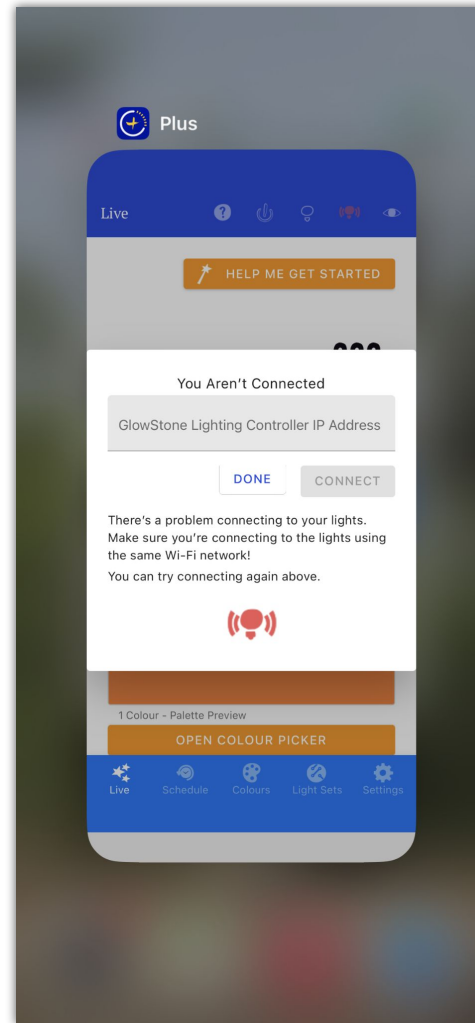 Plus
Live
HELP ME GET STARTED
You Aren't Connected
GlowStone Lighting Controller IP Address
DONE
CONNECT
There's a problem connecting to your lights.
Make sure you're connecting to the lights using
the same Wi-Fi network!
You can try connecting again above.
1 Colour - Palette Preview
OPEN COLOUR PICKER
Live Schedule Colours Light Sets Settings